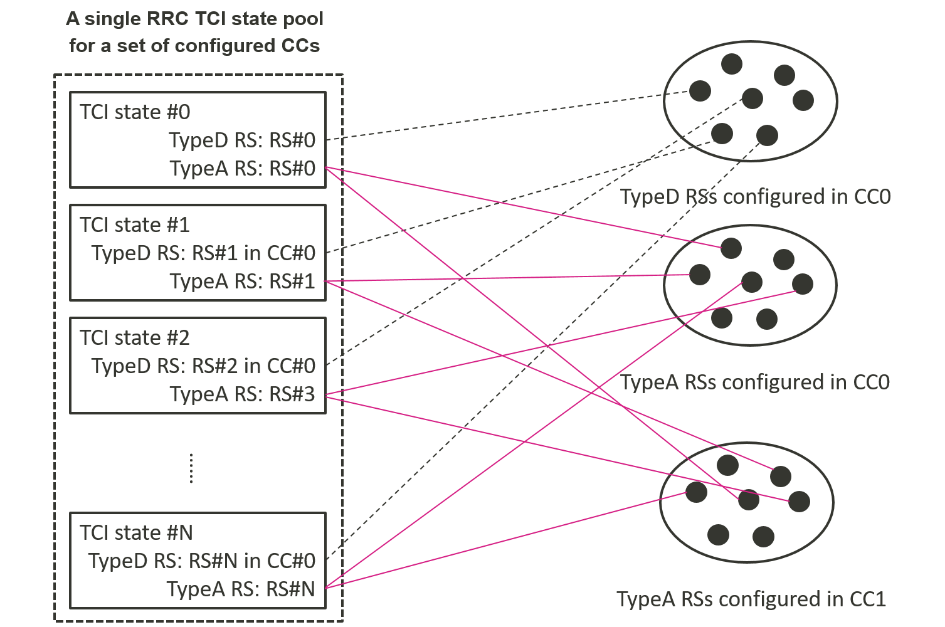 A single RRC TCI state pool
for a set of configured CCs
TCI state #0
TypeD RS: RS#0
TypeA RS: RS#0
TCI state #1
TypeD RS: RS#1 in CC#0
TypeA RS: RS#1
TCI state #2
TypeD RS: RS#2 in CC#0
TypeA RS: RS#3
TCI state #N
TypeD RS: RS#N in CC#0
TypeA RS: RS#N
TypeD RSs configured in CC0
TypeA RSs configured in CC0
TypeA RSs configured in CC1